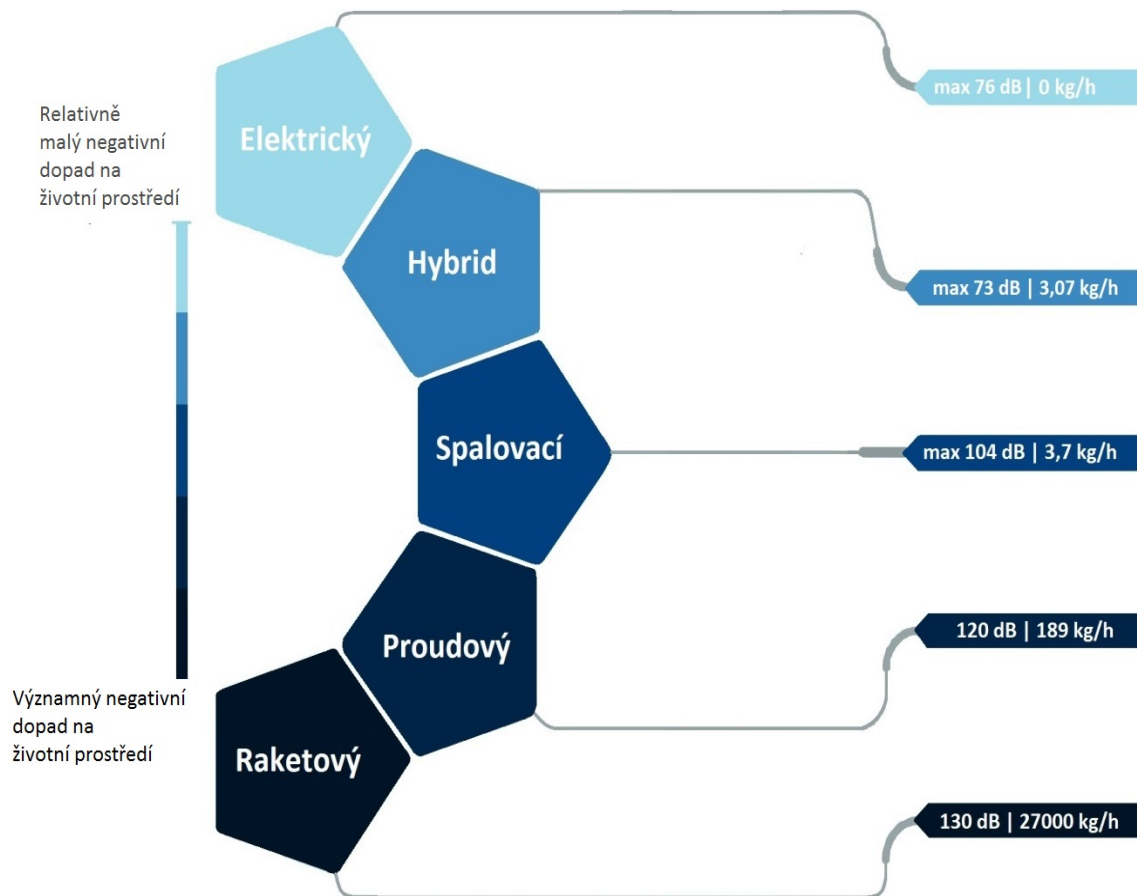 max 76 dB | 0 kg/h
Relativně
malý negativní
dopad na
životní prostředí
Elektrický
Hybrid
max 73 dB | 3,07 kg/h
Spalovací
max 104 dB | 3,7 kg/h
Proudový
120 dB | 189 kg/h
Významný negativní
dopad na
životní prostředí
Raketový
130 dB | 27000 kg/h